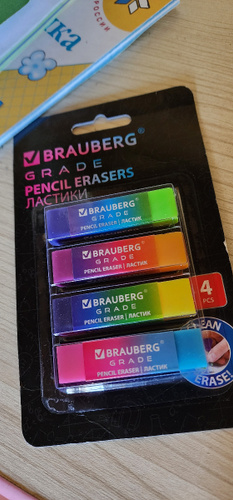 РОССИИ
BRAUBERG
GRADE
PENCIL ERASERS
ЛАСТИКИ
BRAUBERG
GRADE
PENCIL ERASER | ЛАСТИК
BRAUBERG
GRADE
PENCIL ERASER | ЛАСТИК
4
PCS
BRAUBERG
GRADE
PENCIL ERASER | ЛАСТИК
BRAUBERG
GRADE
PENCIL ERASER | ЛАСТИК
ERASE!